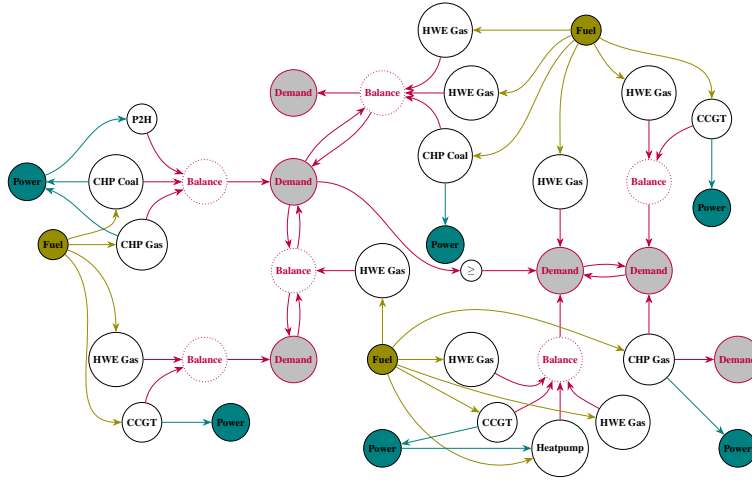 HWE Gas
Fuel
HWE Gas
HWE Gas
Demand
Balance
P2H
CCGT
CHP Coal
Power
CHP Coal
Balance
Demand
HWE Gas
Balance
Power
CHP Gas
Fuel
Power
Balance
HWE Gas
≥
Demand
Demand
HWE Gas
Balance
Demand
Fuel
HWE Gas
Balance
CHP Gas
Demand
CCGT
Power
CCGT
HWE Gas
Power
Heatpump
Power